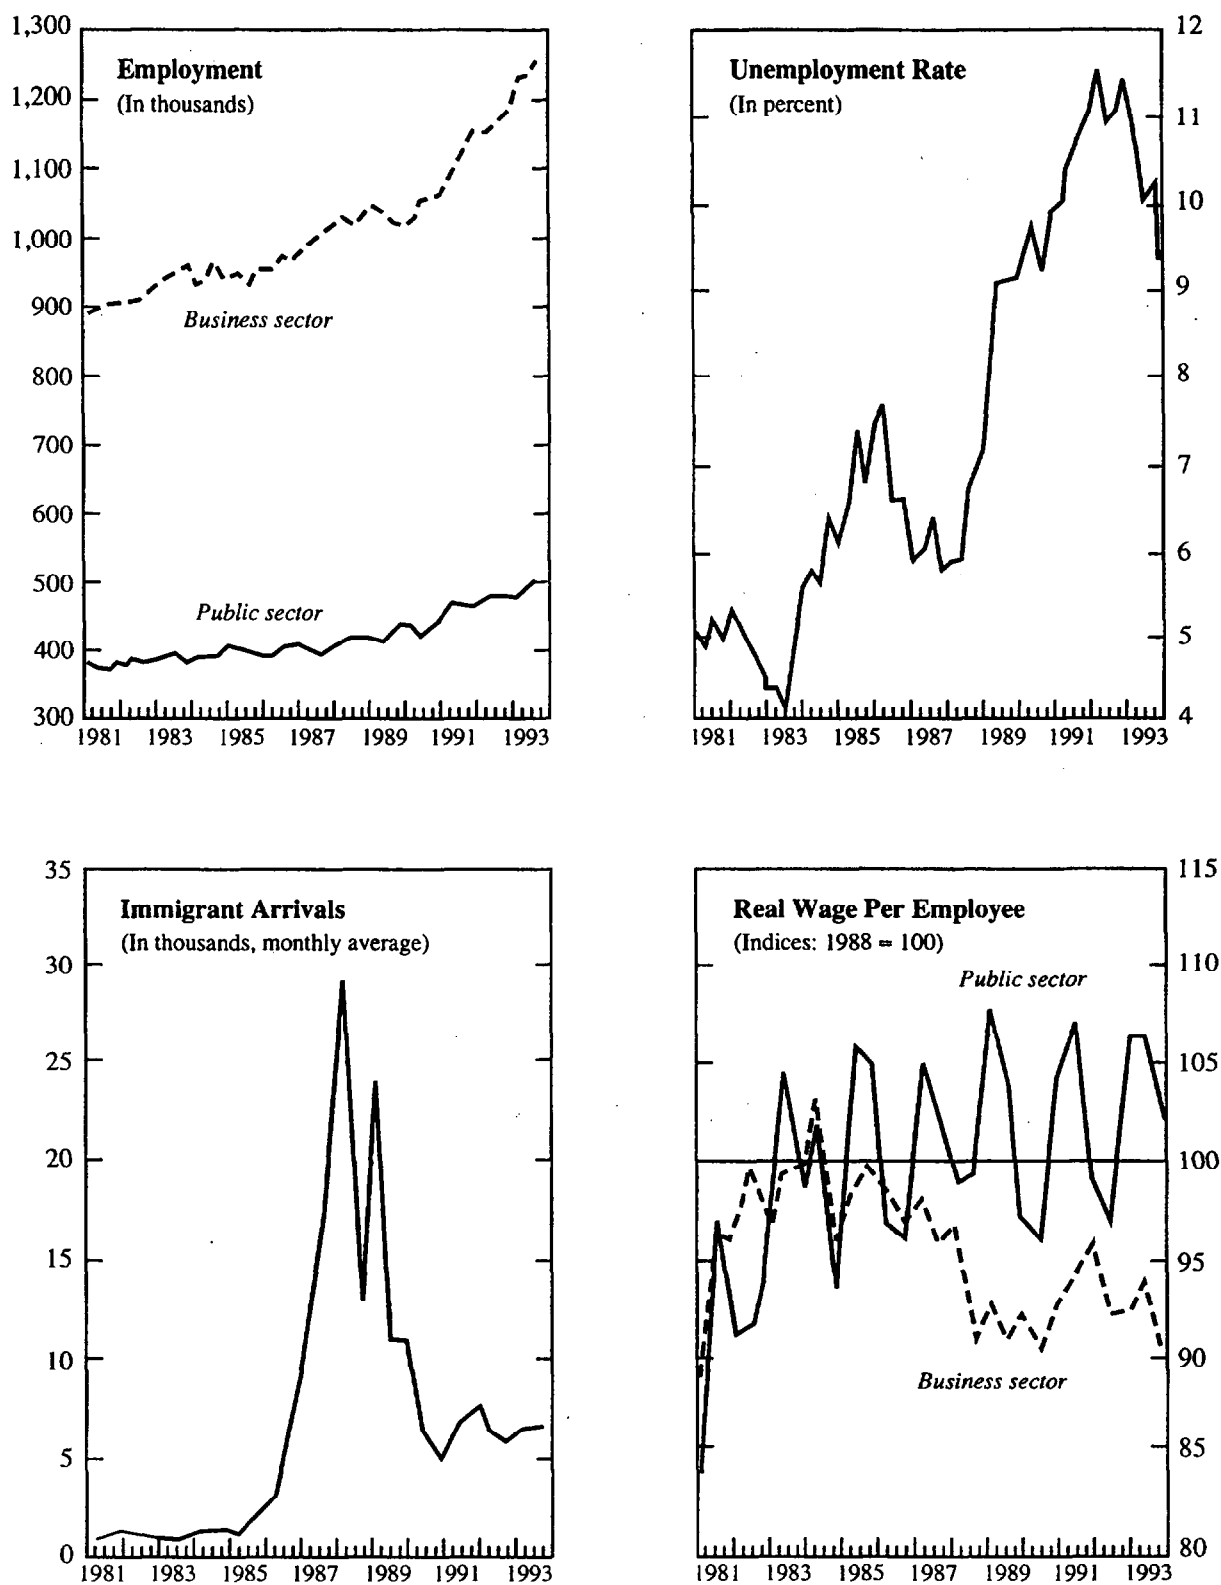 Employment
(In thousands)
1,300
1,200
1,100
1,000
900
800
700
600
500
400
300
Business sector
Public sector
1981 1983 1985 1987 1989 1991 1993
Unemployment Rate
(In percent)
12
11
10
9
8
7
6
5
4
1981 1983 1985 1987 1989 1991 1993
Immigrant Arrivals
(In thousands, monthly average)
35
30
25
20
15
10
5
0
1981 1983 1985 1987 1989 1991 1993
Real Wage Per Employee
(Indices: 1988 = 100)
115
110
105
100
95
90
85
80
Public sector
Business sector
1981 1983 1985 1987 1989 1991 1993